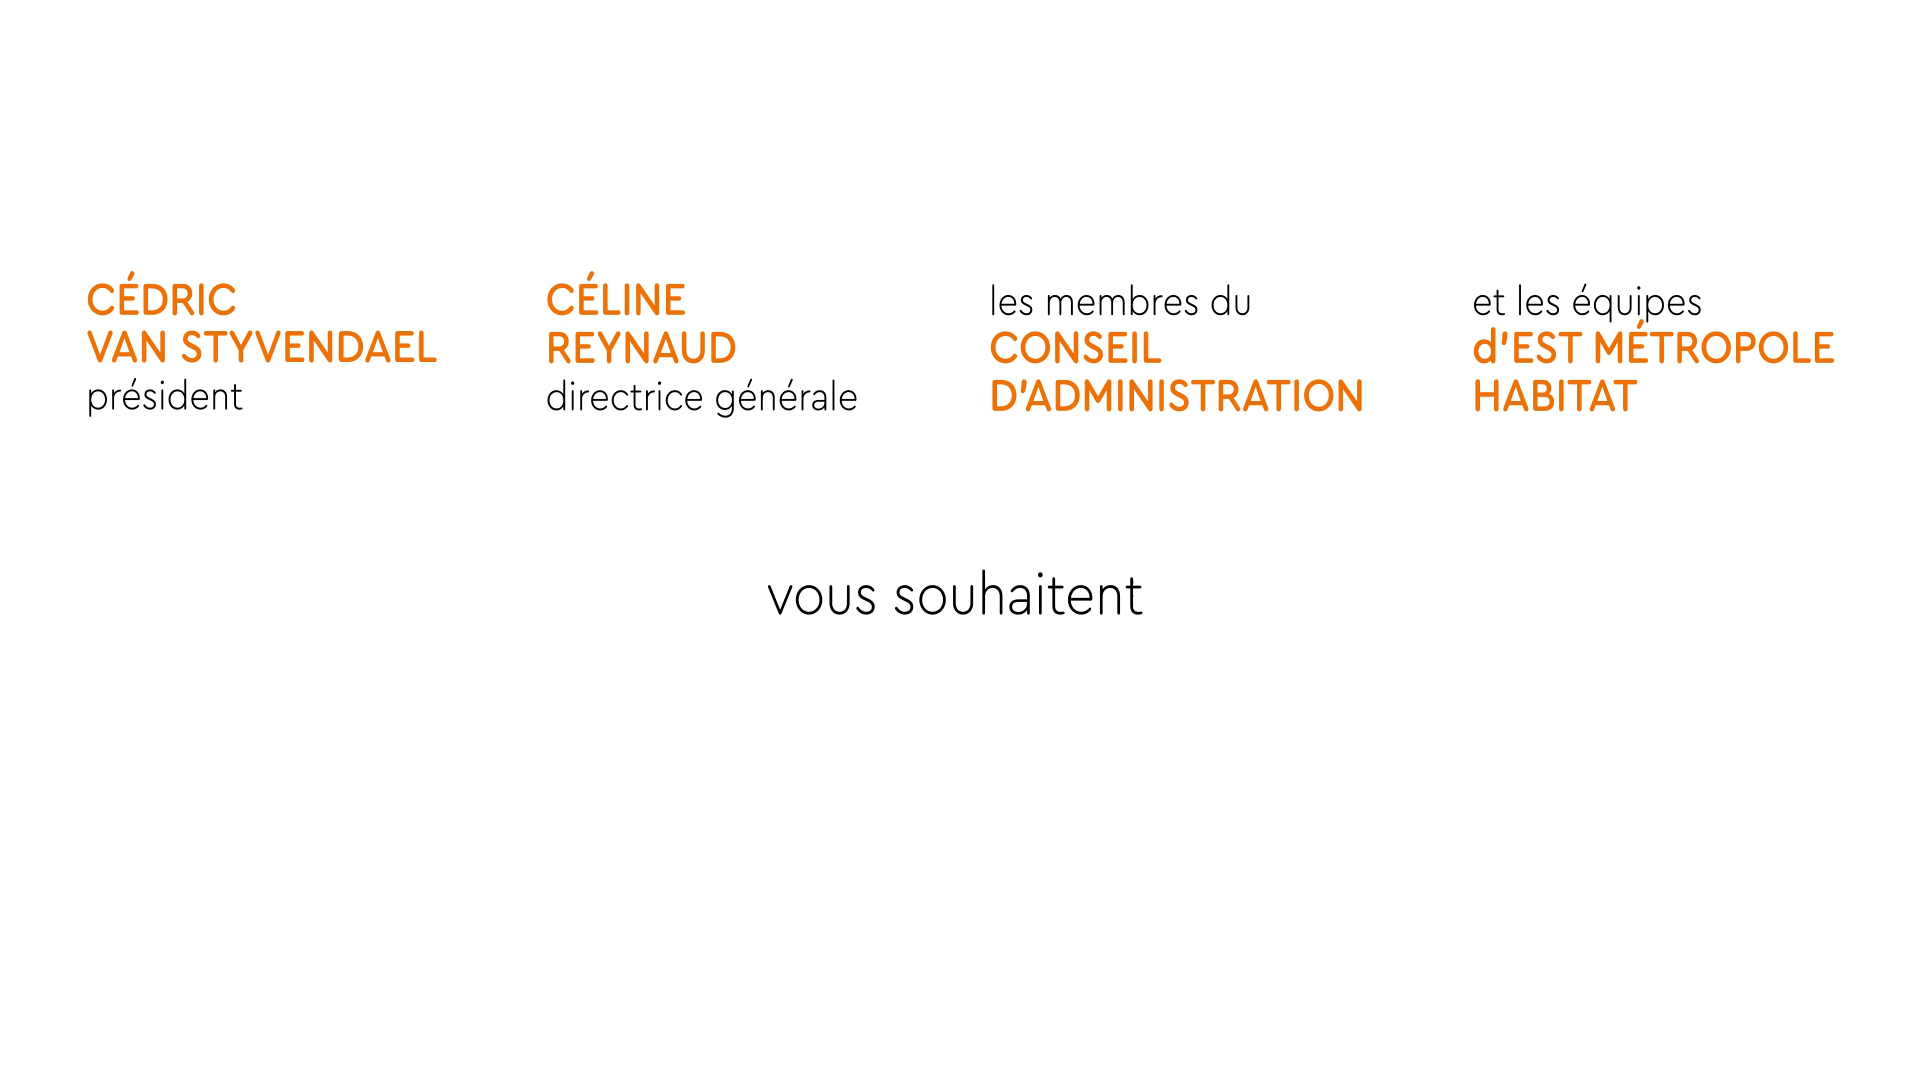 CÉDRIC
VAN STYVENDAEL
président
CÉLINE
REYNAUD
directrice générale
les membres du
CONSEIL
D'ADMINISTRATION
et les équipes
d'EST MÉTROPOLE
HABITAT
vous souhaitent